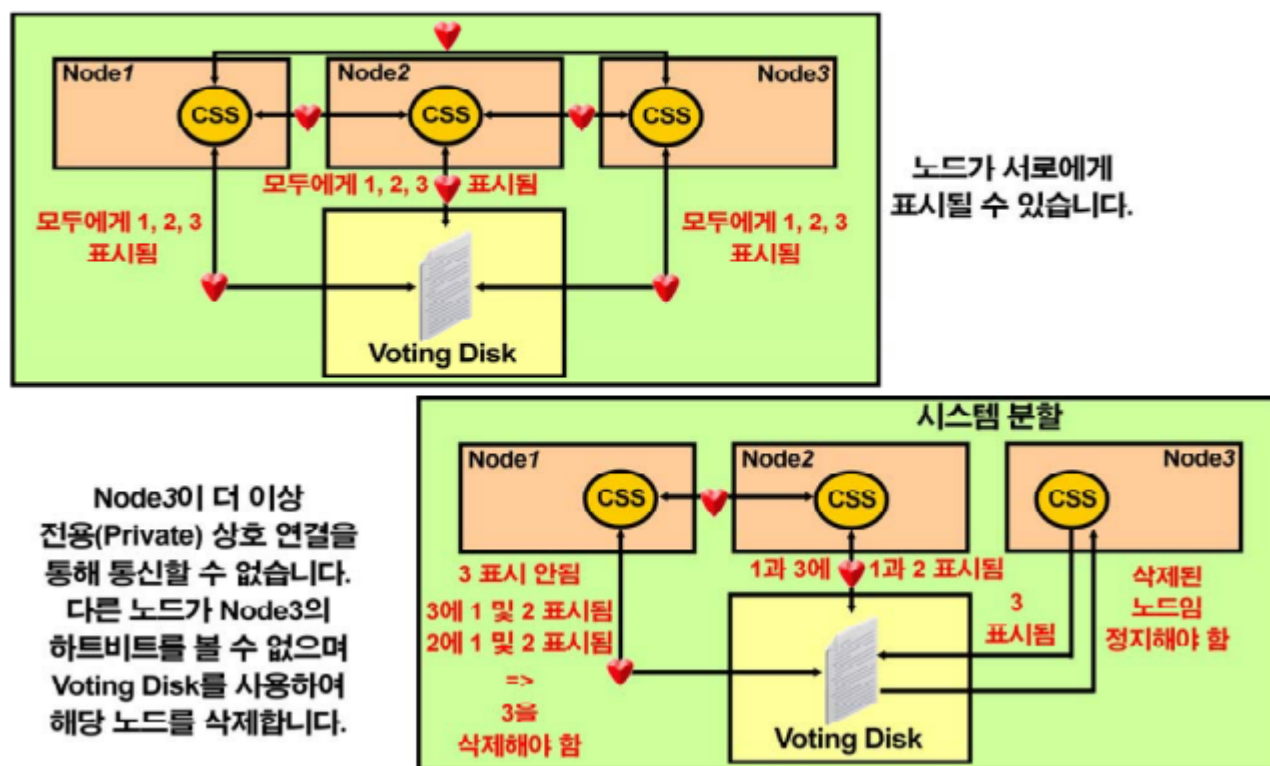 Node1
Node2
Node3
CSS
CSS
CSS
모두에게 1, 2, 3 표시됨
모두에게 1, 2, 3
표시됨
모두에게 1, 2, 3
표시됨
Voting Disk
노드가 서로에게
표시될 수 있습니다.
Node3이 더 이상
전용(Private) 상호 연결을
통해 통신할 수 없습니다.
다른 노드가 Node3의
하트비트를 볼 수 없으며
Voting Disk를 사용하여
해당 노드를 삭제합니다.
시스템 분할
Node1
Node2
Node3
CSS
CSS
CSS
3 표시 안됨
3에 1 및 2 표시됨
2에 1 및 2 표시됨
=>
3을
삭제해야 함
1과 3에 1과 2 표시됨
3
표시됨
삭제된
노드임
정지해야 함
Voting Disk